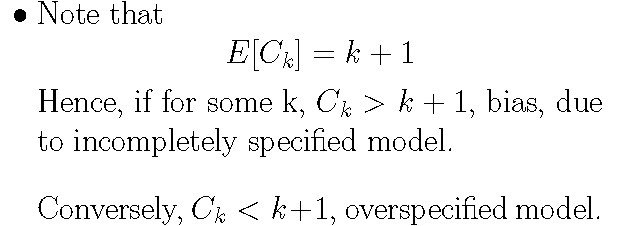 • Note that
E[C_k] = k + 1
Hence, if for some k, C_k > k + 1, bias, due
to incompletely specified model.
Conversely, C_k < k+1, overspecified model.